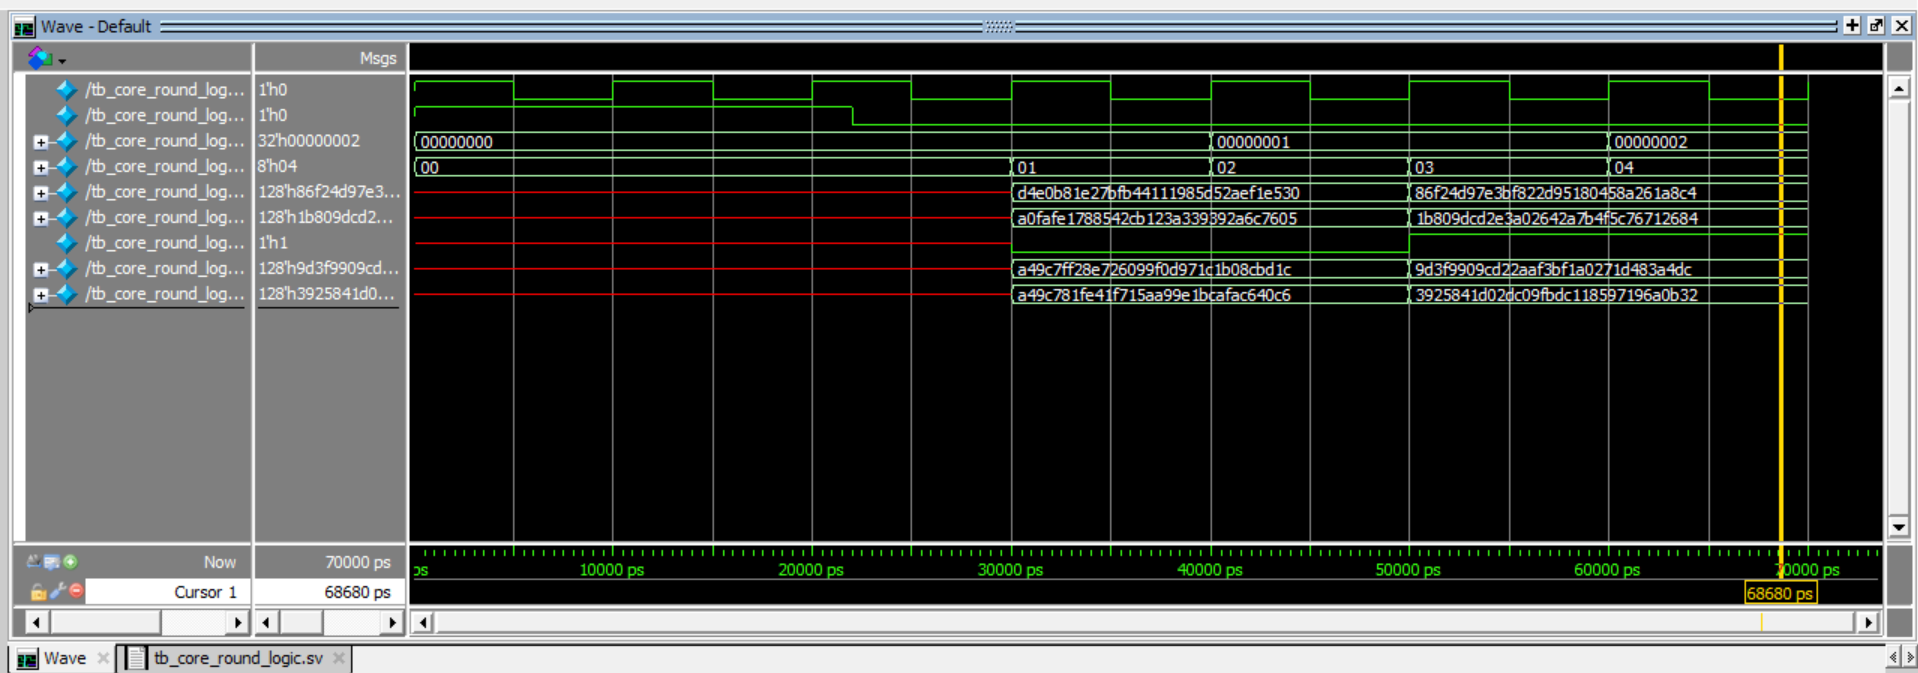 Wave - Default
Msgs
/tb_core_round_log... 1'h0
/tb_core_round_log... 1'h0
/tb_core_round_log... 32'h00000002 00000000 00000001 00000002
/tb_core_round_log... 8'h04 00 01 02 03 04
/tb_core_round_log... 128'h86f24d97e3... d4e0b81e27bfb44111985d52aef1e530 86f24d97e3bf822d95180458a261a8c4
/tb_core_round_log... 128'h1b809dcd2... a0fafe1788542cb123a339392a6c7605 1b809dcd2e3a02642a7b4f5c76712684
/tb_core_round_log... 1'h1
/tb_core_round_log... 128'h9d3f9909cd... a49c7ff28e726099f0d971c1b08cbd1c 9d3f9909cd22aaf3bf1a0271d483a4dc
/tb_core_round_log... 128'h3925841d0... a49c781fe41f715aa99e1bcafac640c6 3925841d02dc09fbdc118597196a0b32
Now 70000 ps ps 10000 ps 20000 ps 30000 ps 40000 ps 50000 ps 60000 ps 70000 ps
Cursor 1 68680 ps 68680 ps
Wave tb_core_round_logic.sv